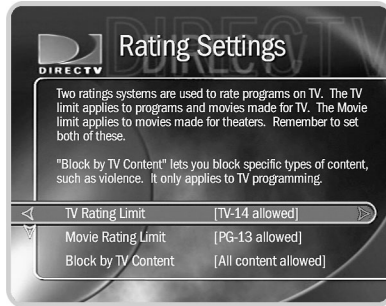 DIRECTV
Rating Settings
DIRECTV
Two ratings systems are used to rate programs on TV. The TV
limit applies to programs and movies made for TV. The Movie
limit applies to movies made for theaters. Remember to set
both of these.
"Block by TV Content" lets you block specific types of content,
such as violence. It only applies to TV programming.
TV Rating Limit [TV-14 allowed]
Movie Rating Limit [PG-13 allowed]
Block by TV Content [All content allowed]